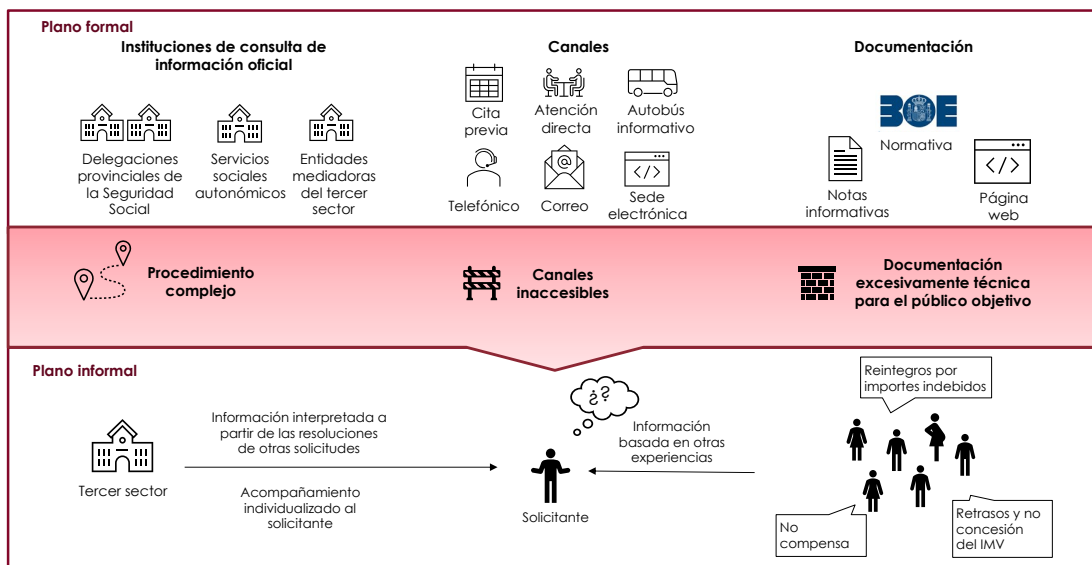 Plano formal
Instituciones de consulta de
información oficial
Delegaciones
provinciales de
la Seguridad
Social
Servicios
sociales
autonómicos
Entidades
mediadoras
del tercer
sector
Canales
Cita
previa
Atención
directa
Autobús
informativo
Telefónico
@
Correo
</>
Sede
electrónica
Documentación
BOE
Normativa
Notas
informativas
</>
Página
web
Procedimiento
complejo
Canales
inaccesibles
Documentación
excesivamente técnica
para el público objetivo
Plano informal
Tercer sector
Información interpretada a
partir de las resoluciones
de otras solicitudes
Acompañamiento
individualizado al
solicitante
¿?
Solicitante
Información
basada en otras
experiencias
Reintegros por
importes indebidos
No
compensa
Retrasos y no
concesión
del IMV